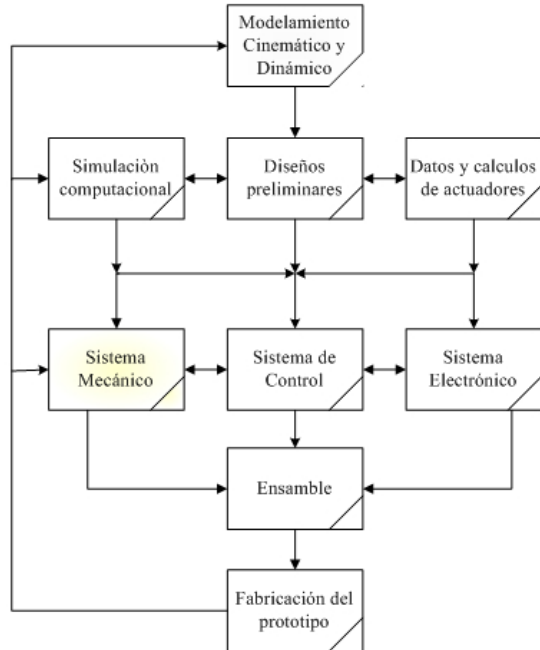 Modelamiento
Cinemático y
Dinámico
Simulación
computacional
Diseños
preliminares
Datos y calculos
de actuadores
Sistema
Mecánico
Sistema de
Control
Sistema
Electrónico
Ensamble
Fabricación del
prototipo